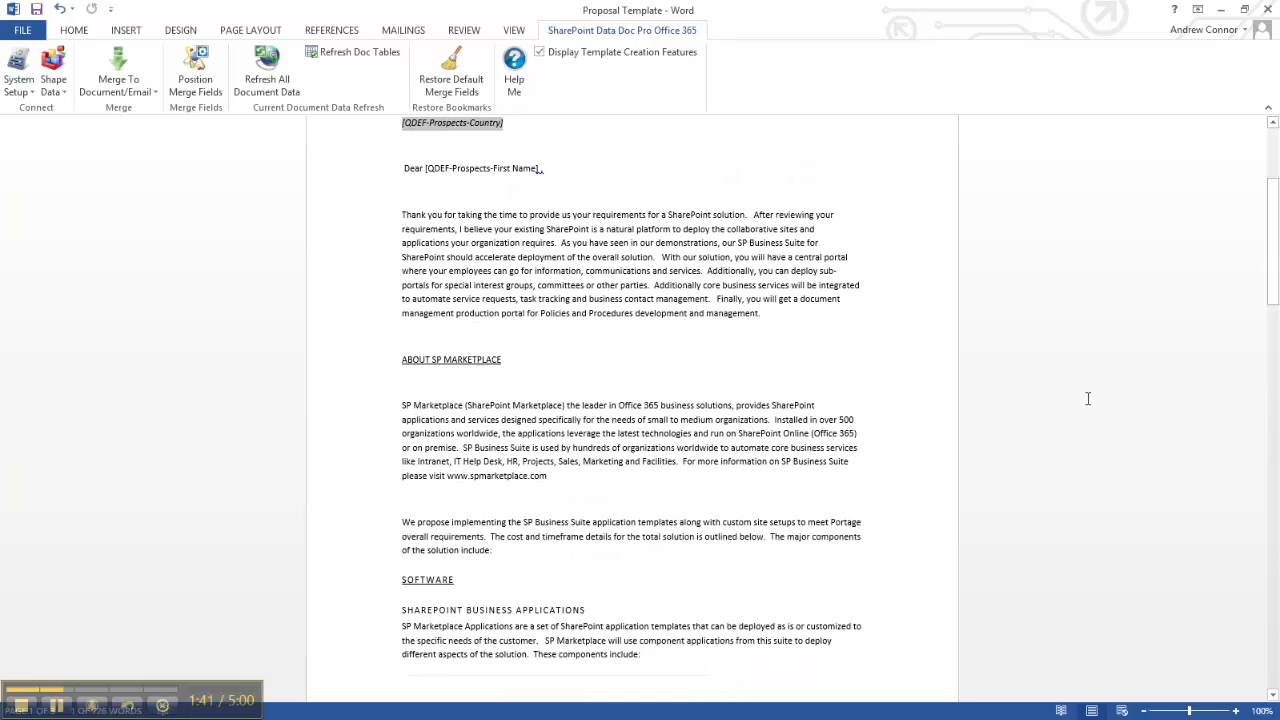 Proposal Template - Word
FILE HOME INSERT DESIGN PAGE LAYOUT REFERENCES MAILINGS REVIEW VIEW SharePoint Data Doc Pro Office 365 Andrew Connor
System Setup
Shape Data
Connect
Merge To Document/Email
Merge
Position Merge Fields
Merge Fields
Refresh All Document Data
Refresh Doc Tables
Current Document Data Refresh
Restore Default Merge Fields
Restore Bookmarks
Help Me
Display Template Creation Features
[QDEF-Prospects-Country]
Dear [QDEF-Prospects-First Name],
Thank you for taking the time to provide us your requirements for a SharePoint solution. After reviewing your
requirements, I believe your existing SharePoint is a natural platform to deploy the collaborative sites and
applications your organization requires. As you have seen in our demonstrations, our SP Business Suite for
SharePoint should accelerate deployment of the overall solution. With our solution, you will have a central portal
where your employees can go for information, communications and services. Additionally, you can deploy sub-
portals for special interest groups, committees or other parties. Additionally core business services will be integrated
to automate service requests, task tracking and business contact management. Finally, you will get a document
management production portal for Policies and Procedures development and management.
ABOUT SP MARKETPLACE
SP Marketplace (SharePoint Marketplace) the leader in Office 365 business solutions, provides SharePoint
applications and services designed specifically for the needs of small to medium organizations. Installed in over 500
organizations worldwide, the applications leverage the latest technologies and run on SharePoint Online (Office 365)
or on premise. SP Business Suite is used by hundreds of organizations worldwide to automate core business services
like Intranet, IT Help Desk, HR, Projects, Sales, Marketing and Facilities. For more information on SP Business Suite
please visit www.spmarketplace.com
We propose implementing the SP Business Suite application templates along with custom site setups to meet Portage
overall requirements. The cost and timeframe details for the total solution is outlined below. The major components
of the solution include:
SOFTWARE
SHAREPOINT BUSINESS APPLICATIONS
SP Marketplace Applications are a set of SharePoint application templates that can be deployed as is or customized to
the specific needs of the customer. SP Marketplace will use component applications from this suite to deploy
different aspects of the solution. These components include:
1:41 / 5:00
PAGE 1 OF 1 OF 926 WORDS
100%